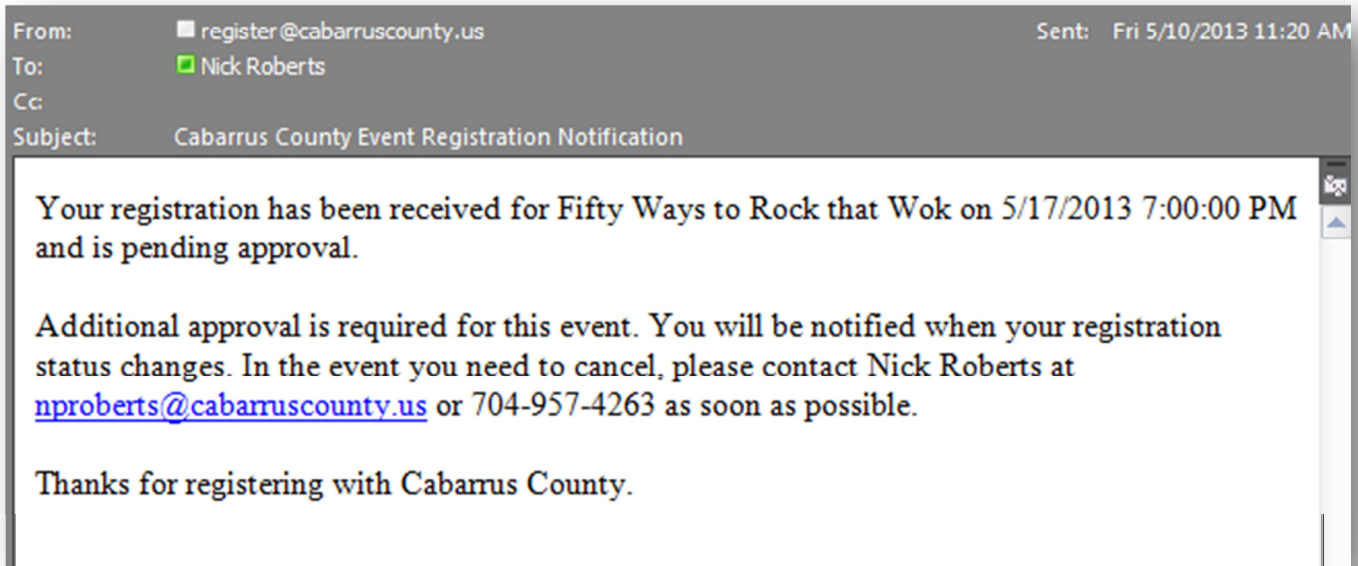 From: register@cabarruscounty.us Sent: Fri 5/10/2013 11:20 AM
To: Nick Roberts
Cc:
Subject: Cabarrus County Event Registration Notification
Your registration has been received for Fifty Ways to Rock that Wok on 5/17/2013 7:00:00 PM
and is pending approval.
Additional approval is required for this event. You will be notified when your registration
status changes. In the event you need to cancel, please contact Nick Roberts at
nproberts@cabarruscounty.us or 704-957-4263 as soon as possible.
Thanks for registering with Cabarrus County.